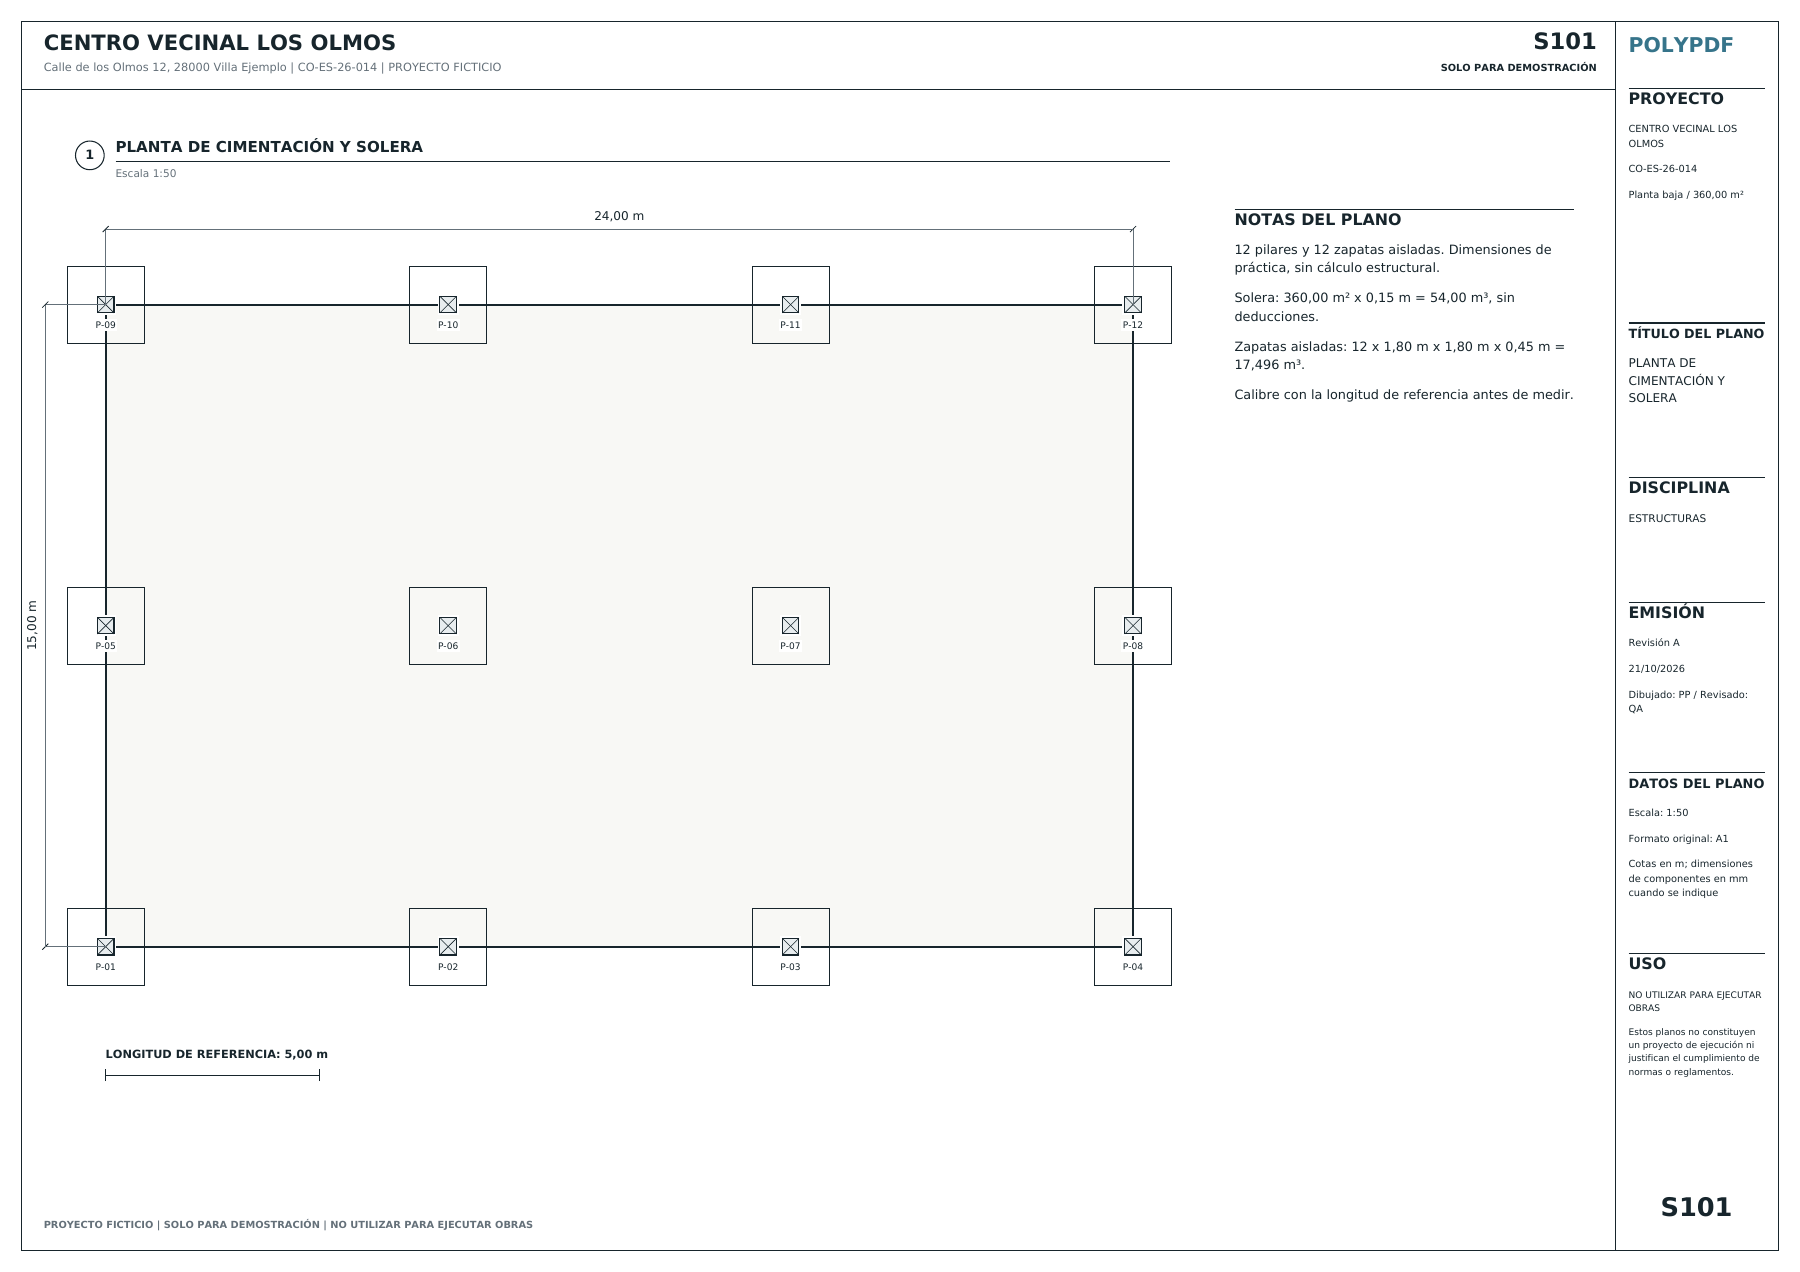 CENTRO VECINAL LOS OLMOS
Calle de los Olmos 12, 28000 Villa Ejemplo | CO-ES-26-014 | PROYECTO FICTICIO
S101
SOLO PARA DEMOSTRACIÓN
1
PLANTA DE CIMENTACIÓN Y SOLERA
Escala 1:50
24,00 m
15,00 m
P-09
P-10
P-11
P-12
P-05
P-06
P-07
P-08
P-01
P-02
P-03
P-04
LONGITUD DE REFERENCIA: 5,00 m
NOTAS DEL PLANO
12 pilares y 12 zapatas aisladas. Dimensiones de
práctica, sin cálculo estructural.
Solera: 360,00 m² x 0,15 m = 54,00 m³, sin
deducciones.
Zapatas aisladas: 12 x 1,80 m x 1,80 m x 0,45 m =
17,496 m³.
Calibre con la longitud de referencia antes de medir.
POLYPDF
PROYECTO
CENTRO VECINAL LOS
OLMOS
CO-ES-26-014
Planta baja / 360,00 m²
TÍTULO DEL PLANO
PLANTA DE
CIMENTACIÓN Y
SOLERA
DISCIPLINA
ESTRUCTURAS
EMISIÓN
Revisión A
21/10/2026
Dibujado: PP / Revisado:
QA
DATOS DEL PLANO
Escala: 1:50
Formato original: A1
Cotas en m; dimensiones
de componentes en mm
cuando se indique
USO
NO UTILIZAR PARA EJECUTAR
OBRAS
Estos planos no constituyen
un proyecto de ejecución ni
justifican el cumplimiento de
normas o reglamentos.
S101
PROYECTO FICTICIO | SOLO PARA DEMOSTRACIÓN | NO UTILIZAR PARA EJECUTAR OBRAS